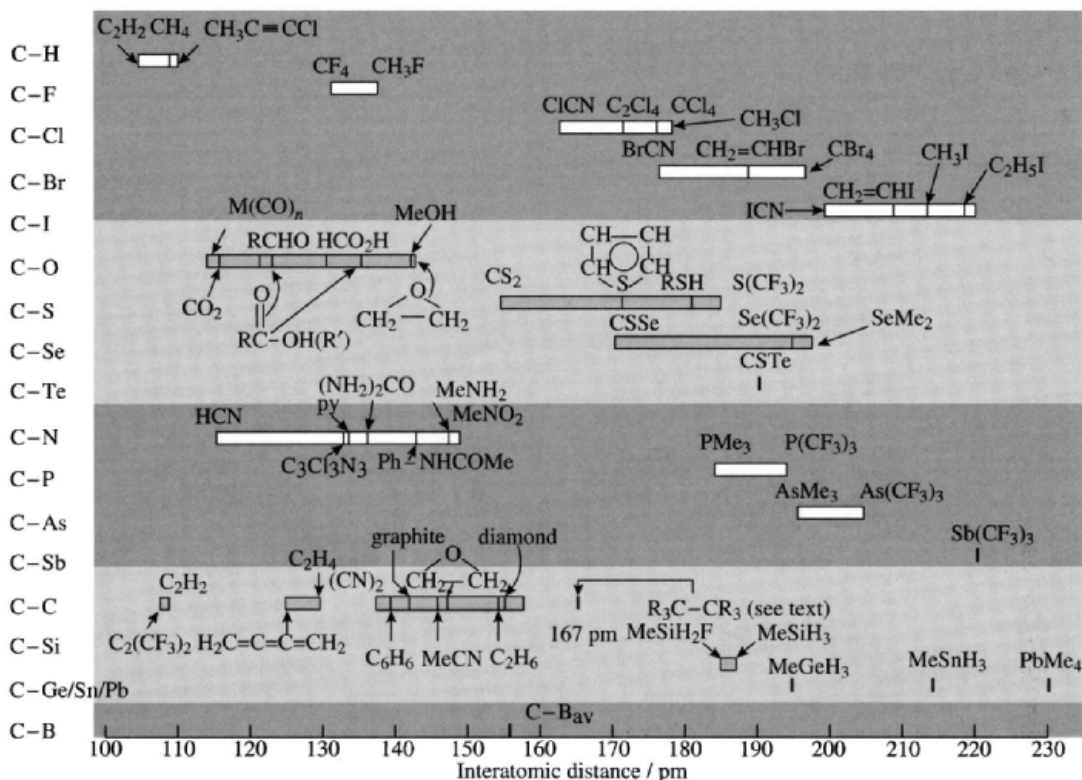 C₂H₂ CH₄ CH3C≡CCl
C–H
CF₄ CH₃F
C–F
ClCN C₂Cl₄ CCl₄
C–Cl
CH₃Cl
BrCN CH₂=CHBr CBr₄
CH₃I
C₂H₅I
C–Br
CH₂=CHI
ICN
C–I
M(CO)ₙ MeOH
RCHO HCO₂H
C–O
CH CH
CH CH
S
CS₂ RSH S(CF₃)₂
CO₂
O
O
C–S
CH₂ CH₂
RC–OH(R′)
CSSe Se(CF₃)₂ SeMe₂
C–Se
CSTe
C–Te
(NH₂)₂CO MeNH₂
HCN py MeNO₂
C–N
C₃Cl₃N₃ Ph–NHCOMe
PMe₃ P(CF₃)₃
C–P
AsMe₃ As(CF₃)₃
C–As
Sb(CF₃)₃
C–Sb
graphite O diamond
C₂H₂ C₂H₄ (CN)₂ CH₂–CH₂
C–C
R₃C–CR₃ (see text)
167 pm
C₂(CF₃)₂ H₂C=C=C=CH₂
C₆H₆ MeCN C₂H₆
MeSiH₂F MeSiH₃
C–Si
MeGeH₃ MeSnH₃ PbMe₄
C–Ge/Sn/Pb
C–Bav
C–B
100 110 120 130 140 150 160 170 180 190 200 210 220 230
Interatomic distance / pm